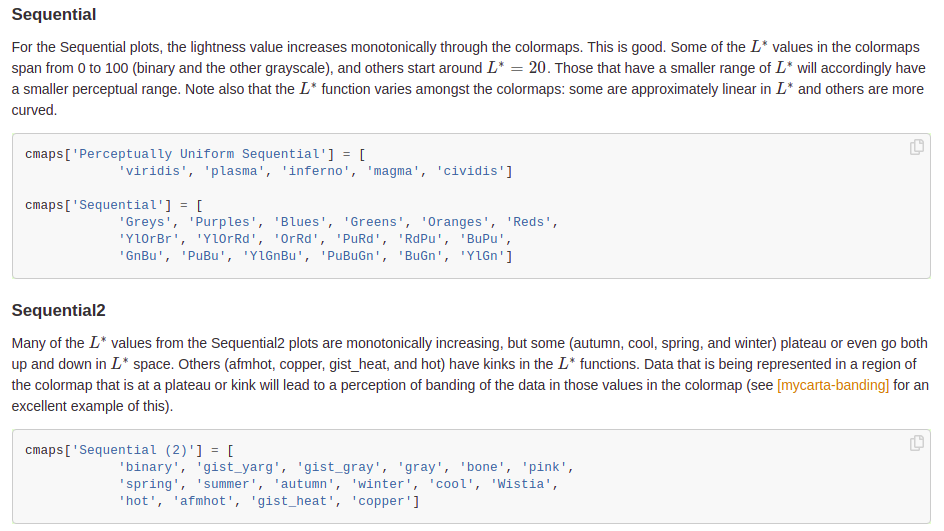 Sequential
For the Sequential plots, the lightness value increases monotonically through the colormaps. This is good. Some of the L* values in the colormaps
span from 0 to 100 (binary and the other grayscale), and others start around L* = 20. Those that have a smaller range of L* will accordingly have
a smaller perceptual range. Note also that the L* function varies amongst the colormaps: some are approximately linear in L* and others are more
curved.
cmaps['Perceptually Uniform Sequential'] = [
            'viridis', 'plasma', 'inferno', 'magma', 'cividis']
cmaps['Sequential'] = [
            'Greys', 'Purples', 'Blues', 'Greens', 'Oranges', 'Reds',
            'YlOrBr', 'YlOrRd', 'OrRd', 'PuRd', 'RdPu', 'BuPu',
            'GnBu', 'PuBu', 'YlGnBu', 'PuBuGn', 'BuGn', 'YlGn']
Sequential2
Many of the L* values from the Sequential2 plots are monotonically increasing, but some (autumn, cool, spring, and winter) plateau or even go both
up and down in L* space. Others (afmhot, copper, gist_heat, and hot) have kinks in the L* functions. Data that is being represented in a region of
the colormap that is at a plateau or kink will lead to a perception of banding of the data in those values in the colormap (see [mycarta-banding] for an
excellent example of this).
cmaps['Sequential (2)'] = [
            'binary', 'gist_yarg', 'gist_gray', 'gray', 'bone', 'pink',
            'spring', 'summer', 'autumn', 'winter', 'cool', 'Wistia',
            'hot', 'afmhot', 'gist_heat', 'copper']